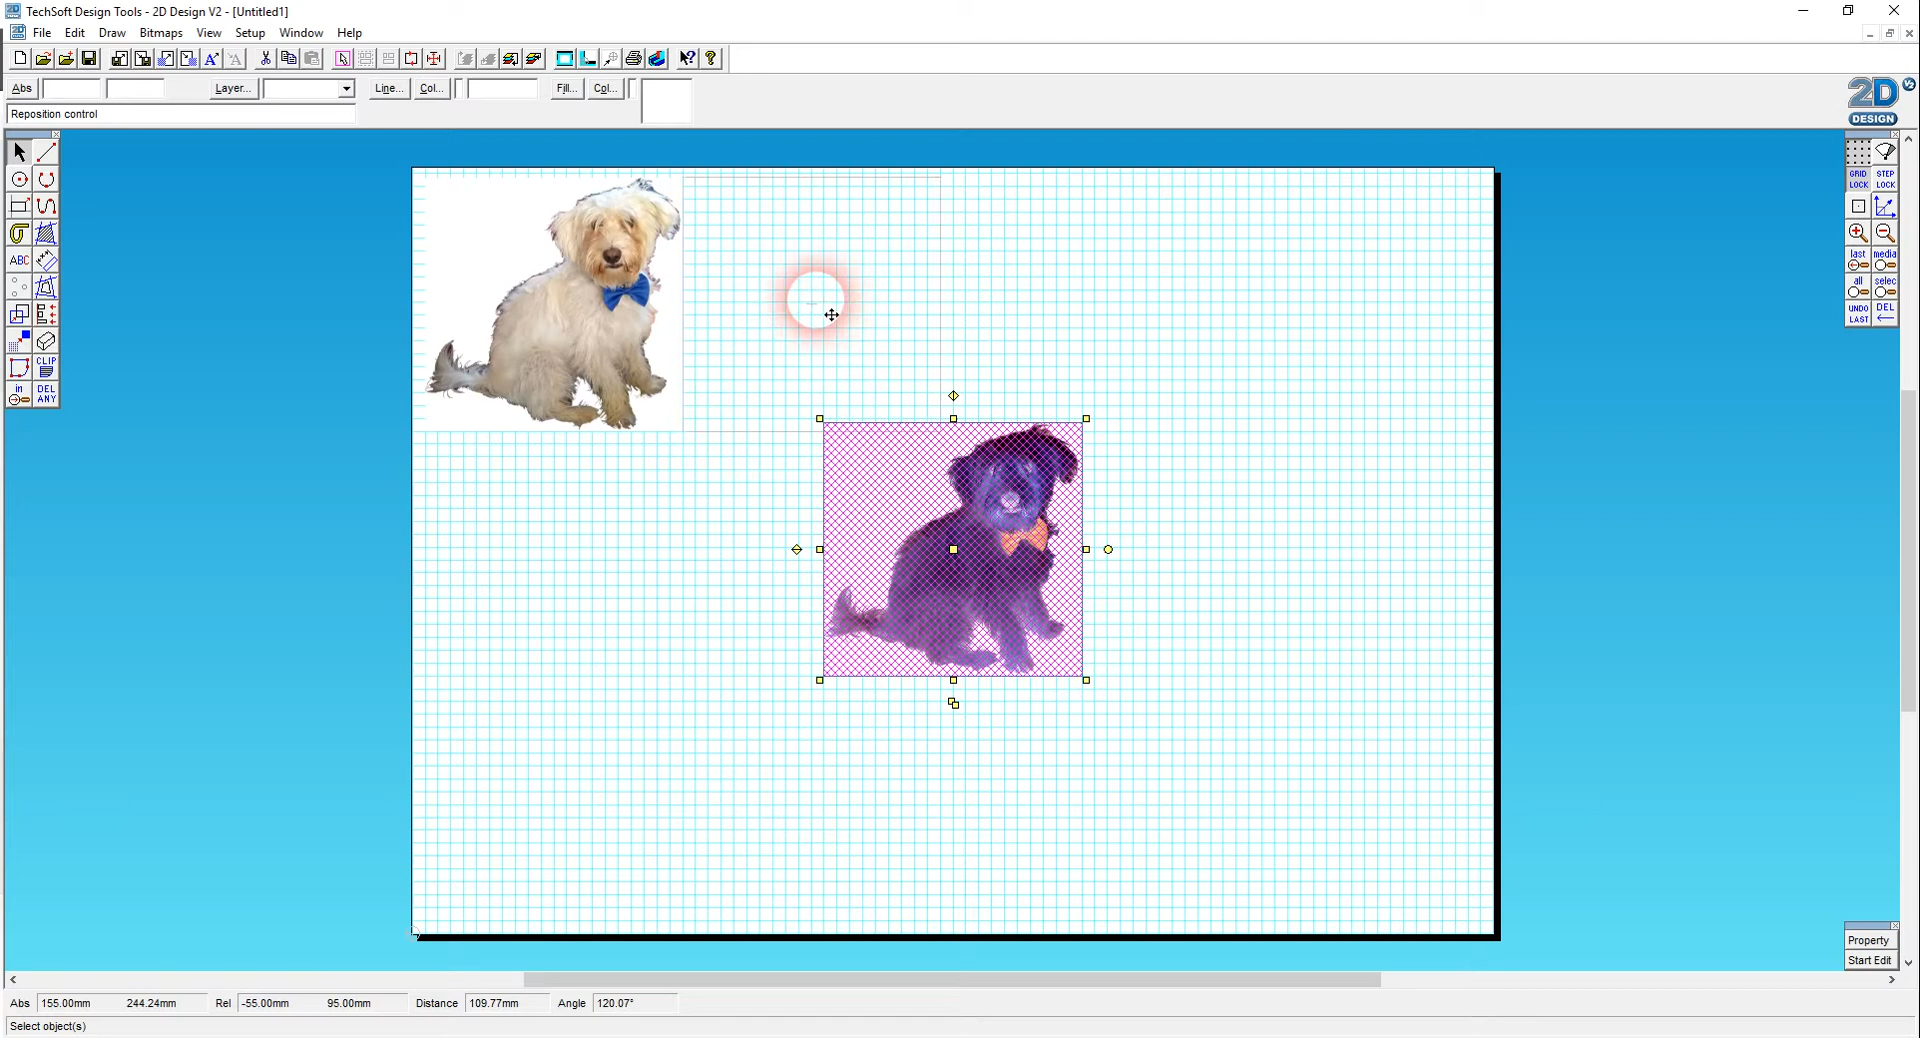 TechSoft Design Tools - 2D Design V2 - [Untitled1]
File Edit Draw Bitmaps View Setup Window Help
Abs Layer... Line... Col... Fill... Col...
Reposition control
2D V2
DESIGN
GRID LOCK STEP LOCK
ABC
last media
all selec
UNDO LAST DEL
CLIP
in DEL ANY
Property
Start Edit
Abs 155.00mm 244.24mm Rel -55.00mm 95.00mm Distance 109.77mm Angle 120.07°
Select object(s)